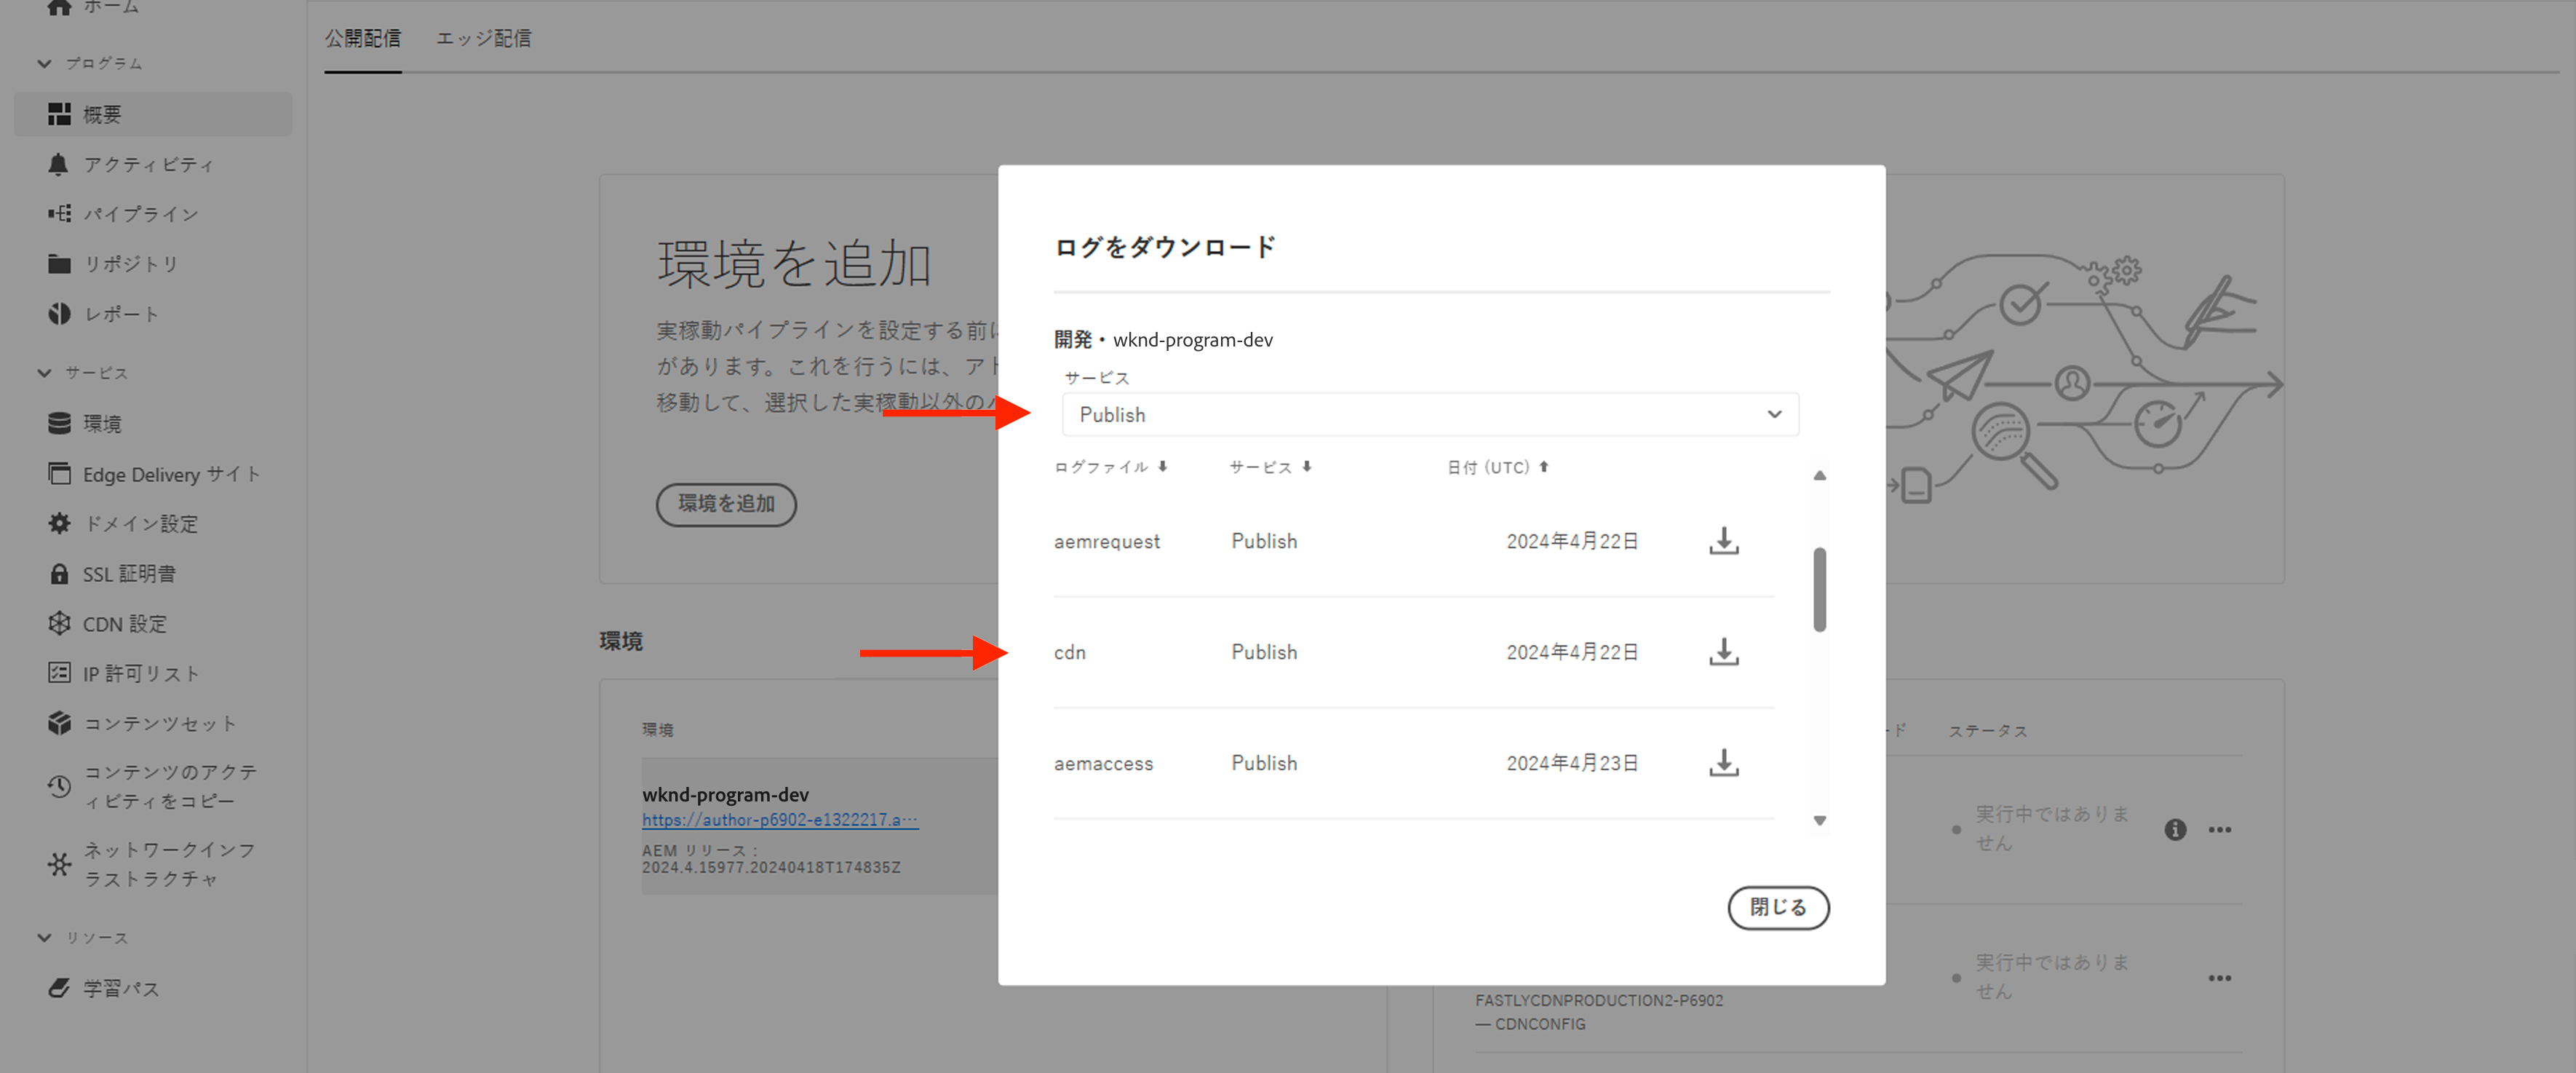 ホーム
プログラム
概要
アクティビティ
パイプライン
リポジトリ
レポート
サービス
環境
Edge Delivery サイト
ドメイン設定
SSL 証明書
CDN 設定
IP 許可リスト
コンテンツセット
コンテンツのアクテ
ィビティをコピー
ネットワークインフ
ラストラクチャ
リソース
学習パス
公開配信 エッジ配信
環境を追加
実稼動パイプラインを設定する前に
があります。これを行うには、アド
移動して、選択した実稼動以外の
環境を追加
環境
環境
wknd-program-dev
https://author-p6902-e1322217.a…
AEM リリース：
2024.4.15977.20240418T174835Z
ログをダウンロード
開発・wknd-program-dev
サービス
Publish
ログファイル サービス 日付 (UTC)
aemrequest Publish 2024年4月22日
cdn Publish 2024年4月22日
aemaccess Publish 2024年4月23日
閉じる
ド ステータス
実行中ではありま
せん
実行中ではありま
せん
FASTLYCDNPRODUCTION2-P6902
— CDNCONFIG